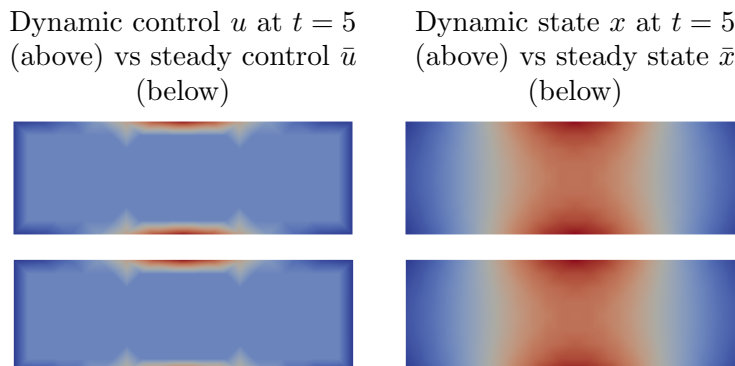 Dynamic control u at t = 5
(above) vs steady control ū
(below)
Dynamic state x at t = 5
(above) vs steady state x̄
(below)